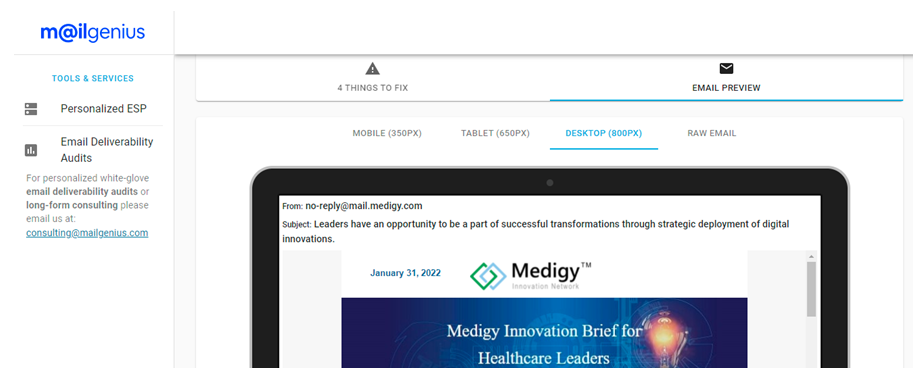 m@ilgenius
TOOLS & SERVICES
Personalized ESP
Email Deliverability
Audits
For personalized white-glove
email deliverability audits or
long-form consulting please
email us at:
consulting@mailgenius.com
4 THINGS TO FIX
EMAIL PREVIEW
MOBILE (350PX)
TABLET (650PX)
DESKTOP (800PX)
RAW EMAIL
From: no-reply@mail.medigy.com
Subject: Leaders have an opportunity to be a part of successful transformations through strategic deployment of digital
innovations.
January 31, 2022
Medigy™
Innovation Network
Medigy Innovation Brief for
Healthcare Leaders